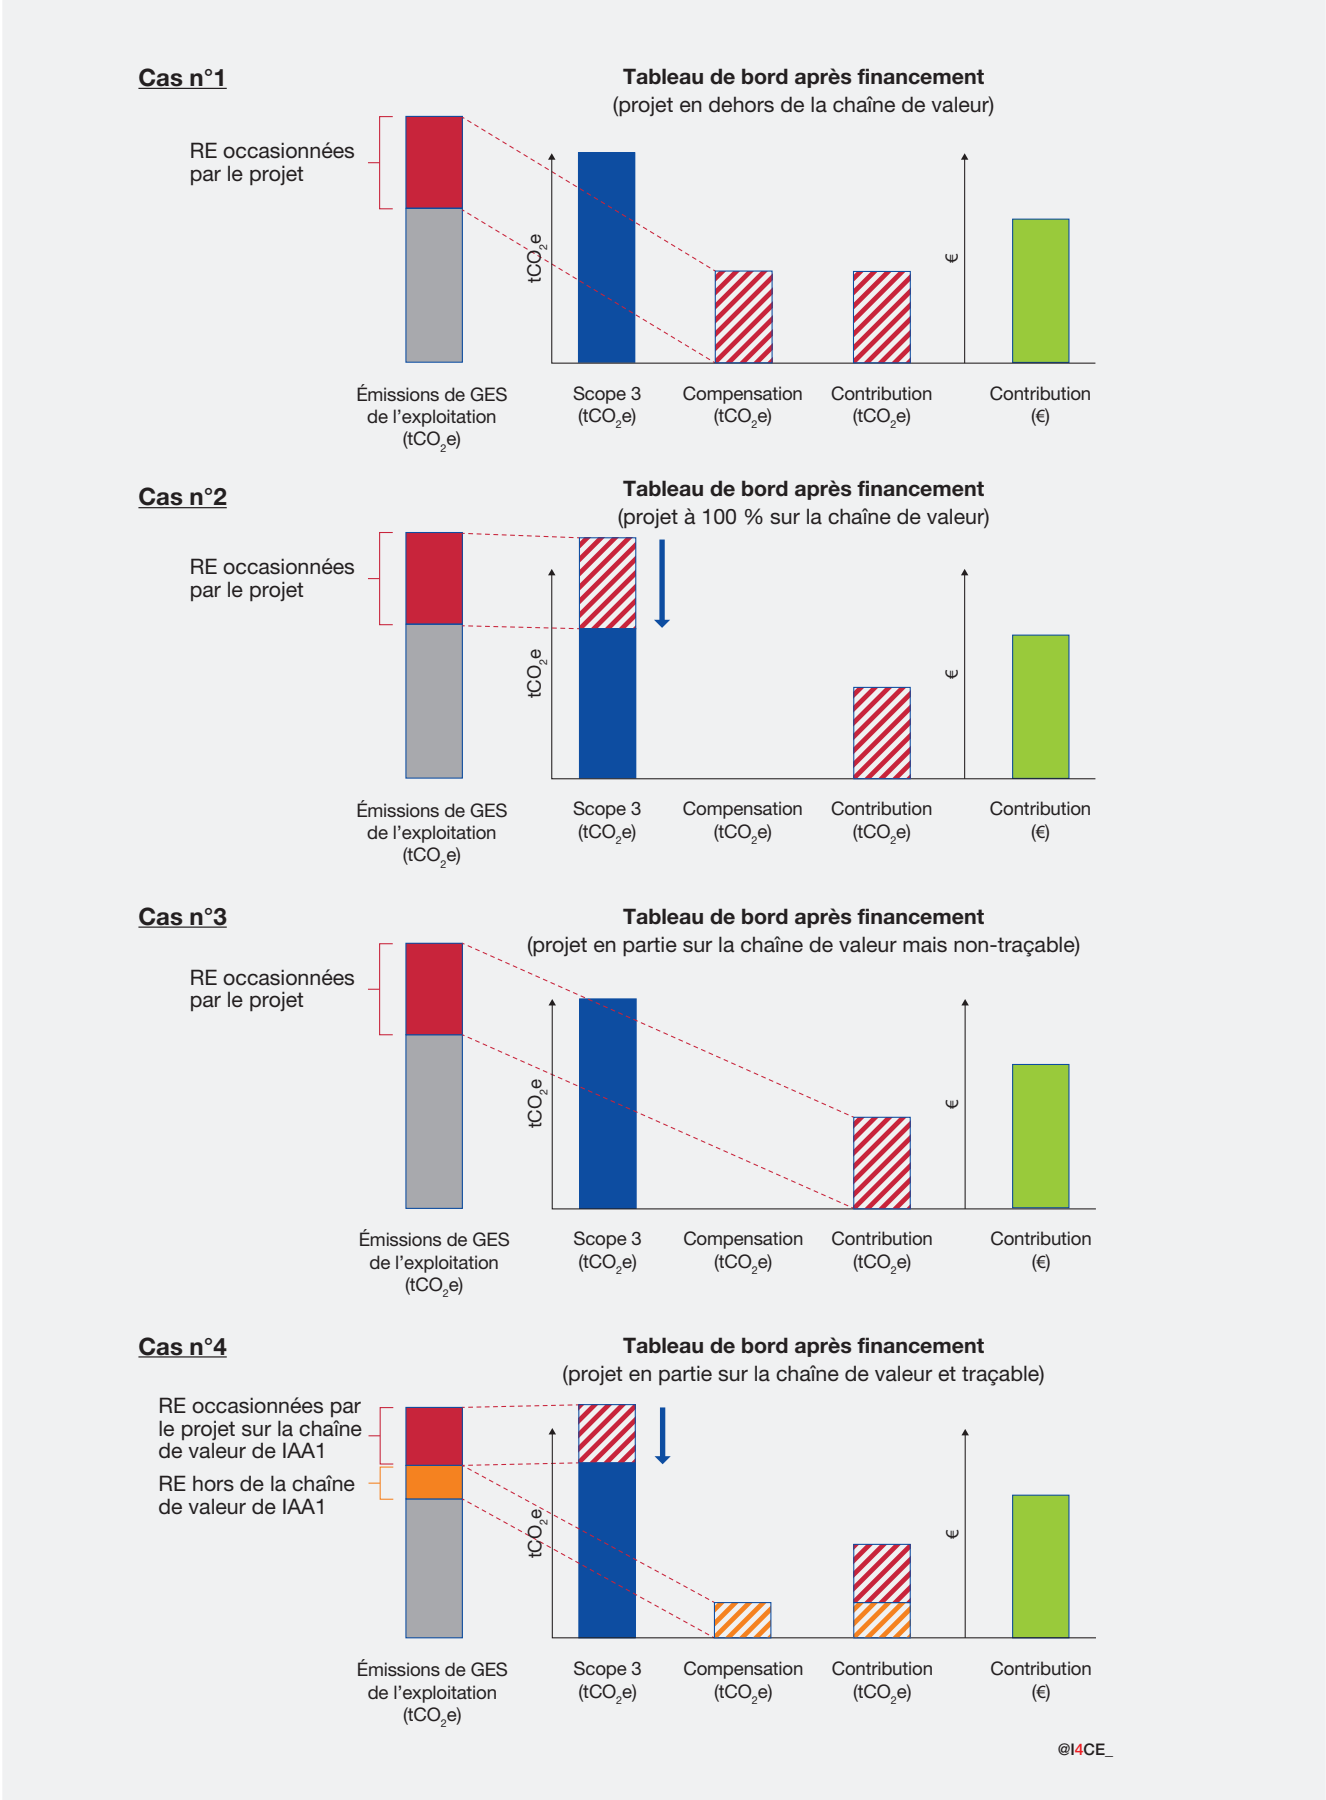 Cas n°1
Tableau de bord après financement
(projet en dehors de la chaîne de valeur)
RE occasionnées
par le projet
tCO2e
€
Émissions de GES
de l'exploitation
(tCO2e)
Scope 3
(tCO2e)
Compensation
(tCO2e)
Contribution
(tCO2e)
Contribution
(€)
Cas n°2
Tableau de bord après financement
(projet à 100 % sur la chaîne de valeur)
RE occasionnées
par le projet
tCO2e
€
Émissions de GES
de l'exploitation
(tCO2e)
Scope 3
(tCO2e)
Compensation
(tCO2e)
Contribution
(tCO2e)
Contribution
(€)
Cas n°3
Tableau de bord après financement
(projet en partie sur la chaîne de valeur mais non-traçable)
RE occasionnées
par le projet
tCO2e
€
Émissions de GES
de l'exploitation
(tCO2e)
Scope 3
(tCO2e)
Compensation
(tCO2e)
Contribution
(tCO2e)
Contribution
(€)
Cas n°4
Tableau de bord après financement
(projet en partie sur la chaîne de valeur et traçable)
RE occasionnées par
le projet sur la chaîne
de valeur de IAA1
RE hors de la chaîne
de valeur de IAA1
tCO2e
€
Émissions de GES
de l'exploitation
(tCO2e)
Scope 3
(tCO2e)
Compensation
(tCO2e)
Contribution
(tCO2e)
Contribution
(€)
@I4CE_